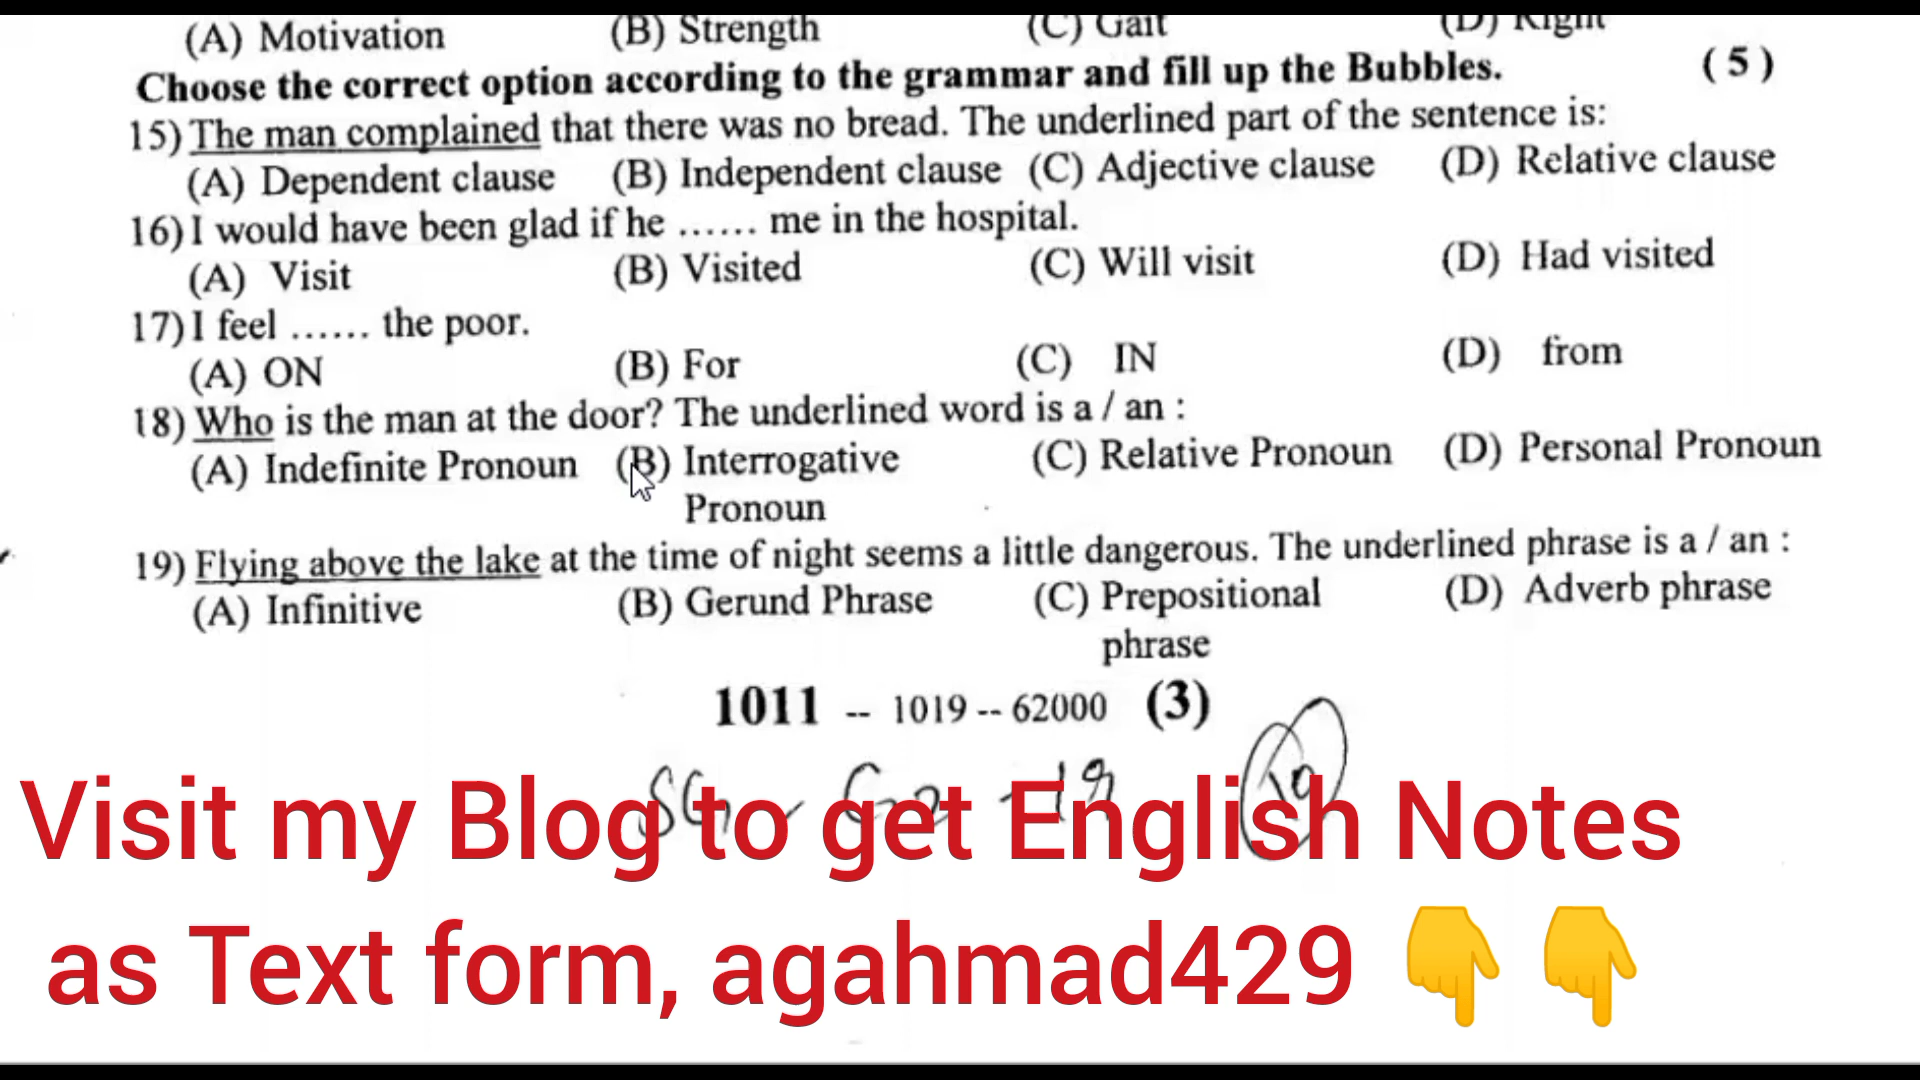 (A) Motivation (B) Strength (C) Gait (D) Right
Choose the correct option according to the grammar and fill up the Bubbles. (5)
15) The man complained that there was no bread. The underlined part of the sentence is:
(A) Dependent clause (B) Independent clause (C) Adjective clause (D) Relative clause
16) I would have been glad if he ...... me in the hospital.
(A) Visit (B) Visited (C) Will visit (D) Had visited
17) I feel ...... the poor.
(A) ON (B) For (C) IN (D) from
18) Who is the man at the door? The underlined word is a / an :
(A) Indefinite Pronoun (B) Interrogative (C) Relative Pronoun (D) Personal Pronoun
Pronoun
19) Flying above the lake at the time of night seems a little dangerous. The underlined phrase is a / an :
(A) Infinitive (B) Gerund Phrase (C) Prepositional (D) Adverb phrase
phrase
1011 -- 1019 -- 62000 (3)
Visit my Blog to get English Notes
as Text form, agahmad429 👇 👇